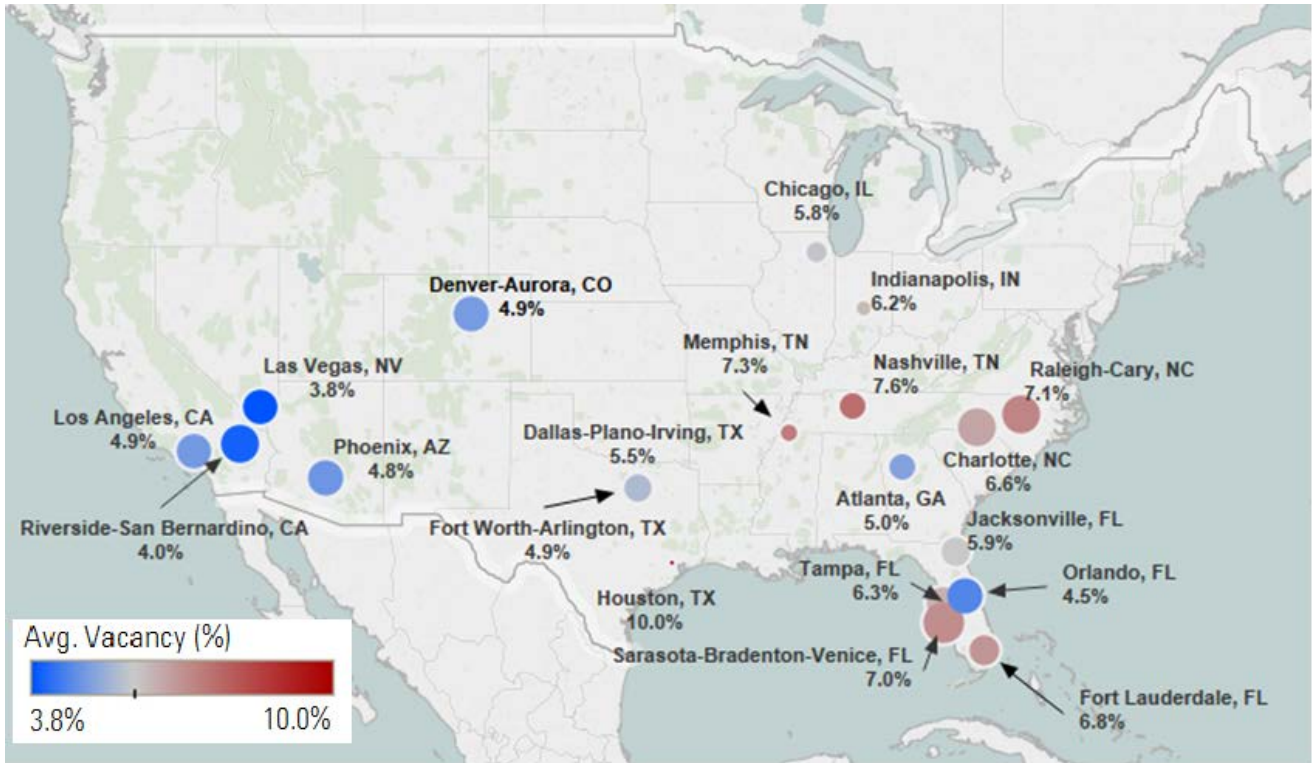 Chicago, IL
5.8%
Indianapolis, IN
6.2%
Denver-Aurora, CO
4.9%
Memphis, TN
7.3%
Nashville, TN
7.6%
Raleigh-Cary, NC
7.1%
Las Vegas, NV
3.8%
Los Angeles, CA
4.9%
Phoenix, AZ
4.8%
Dallas-Plano-Irving, TX
5.5%
Charlotte, NC
6.6%
Atlanta, GA
5.0%
Riverside-San Bernardino, CA
4.0%
Fort Worth-Arlington, TX
4.9%
Jacksonville, FL
5.9%
Tampa, FL
6.3%
Orlando, FL
4.5%
Houston, TX
10.0%
Sarasota-Bradenton-Venice, FL
7.0%
Fort Lauderdale, FL
6.8%
Avg. Vacancy (%)
3.8% 10.0%